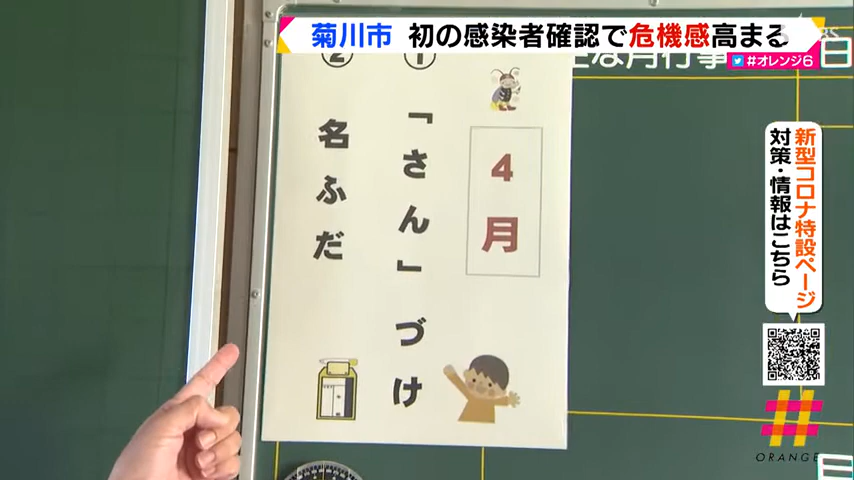 菊川市 初の感染者確認で危機感高まる
#オレンジ6
新型コロナ特設ページ
対策・情報はこちら
ORANGE
4月
① 「さん」づけ
② 名ふだ